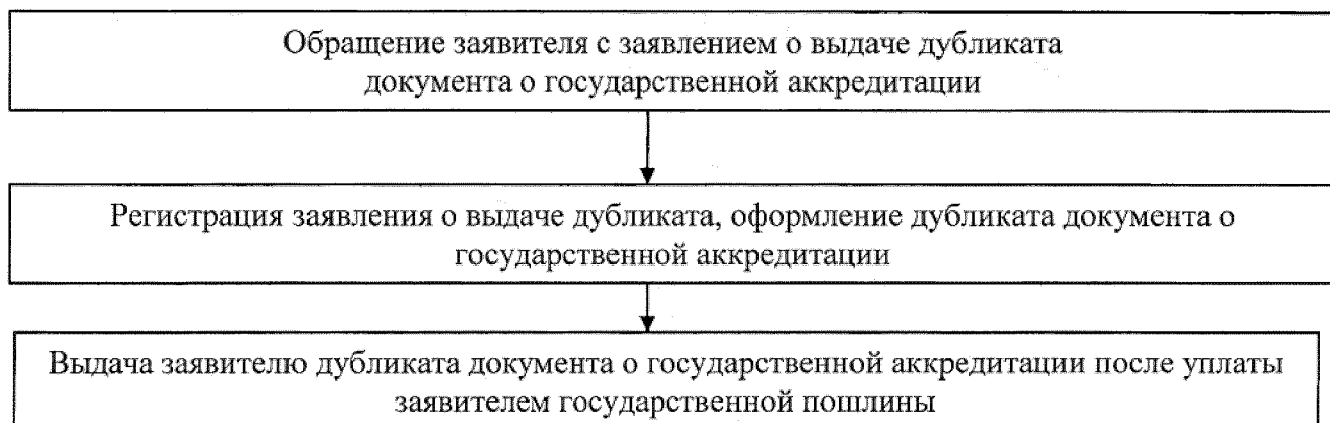 Обращение заявителя с заявлением о выдаче дубликата
документа о государственной аккредитации
Регистрация заявления о выдаче дубликата, оформление дубликата документа о
государственной аккредитации
Выдача заявителю дубликата документа о государственной аккредитации после уплаты
заявителем государственной пошлины